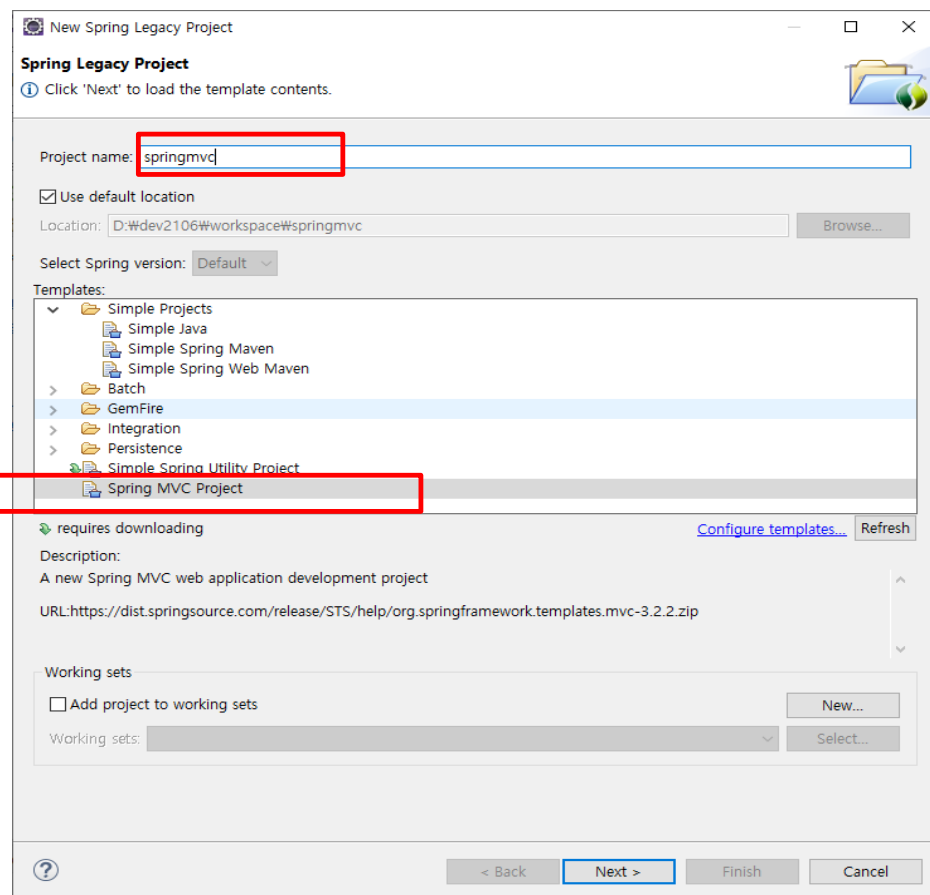 New Spring Legacy Project
Spring Legacy Project
Click 'Next' to load the template contents.
Project name: springmvc
Use default location
Location: D:₩dev2106₩workspace₩springmvc Browse...
Select Spring version: Default
Templates:
Simple Projects
Simple Java
Simple Spring Maven
Simple Spring Web Maven
Batch
GemFire
Integration
Persistence
Simple Spring Utility Project
Spring MVC Project
requires downloading Configure templates... Refresh
Description:
A new Spring MVC web application development project
URL:https://dist.springsource.com/release/STS/help/org.springframework.templates.mvc-3.2.2.zip
Working sets
Add project to working sets New...
Working sets: Select...
? < Back Next > Finish Cancel